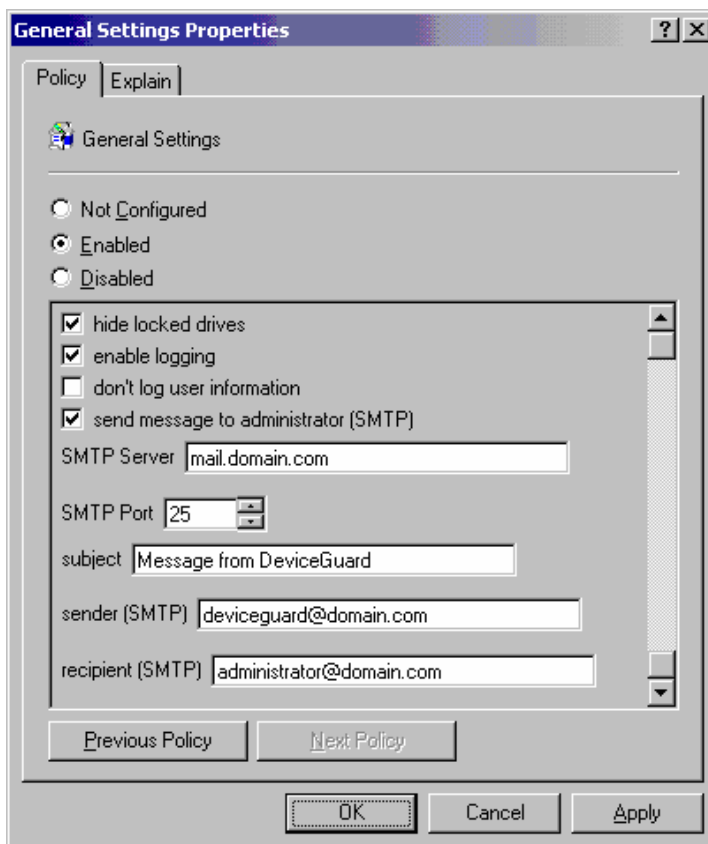 General Settings Properties
Policy
Explain
General Settings
Not Configured
Enabled
Disabled
hide locked drives
enable logging
don't log user information
send message to administrator (SMTP)
SMTP Server mail.domain.com
SMTP Port 25
subject Message from DeviceGuard
sender (SMTP) deviceguard@domain.com
recipient (SMTP) administrator@domain.com
Previous Policy Next Policy
OK Cancel Apply